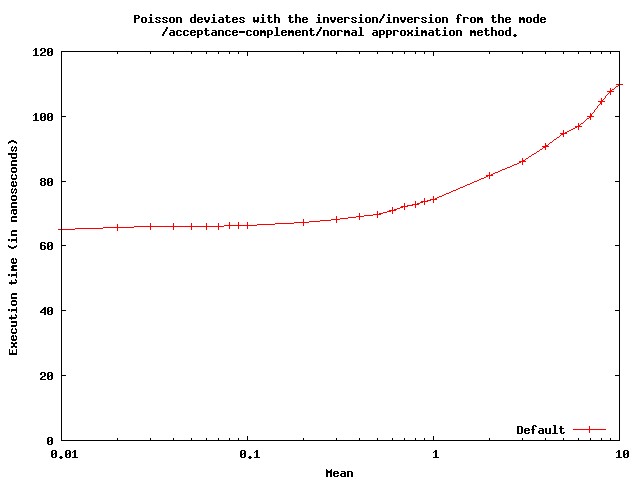 Poisson deviates with the inversion/inversion from the mode
/acceptance-complement/normal approximation method.
120
100
80
60
40
20
0
Execution time (in nanoseconds)
Default
0.01 0.1 1 10
Mean